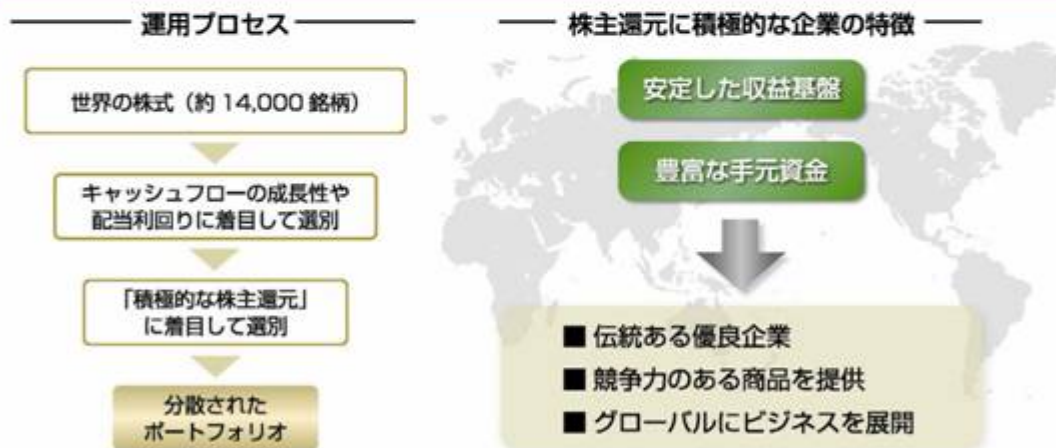 運用プロセス
世界の株式（約 14,000 銘柄）
キャッシュフローの成長性や
配当利回りに着目して選別
「積極的な株主還元」
に着目して選別
分散された
ポートフォリオ
株主還元に積極的な企業の特徴
安定した収益基盤
豊富な手元資金
■ 伝統ある優良企業
■ 競争力のある商品を提供
■ グローバルにビジネスを展開